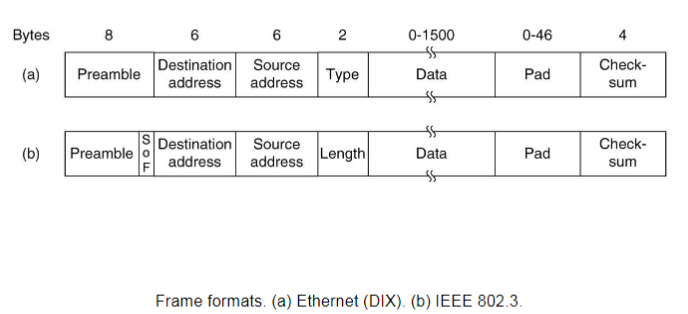 Bytes 8 6 6 2 0-1500 0-46 4
(a) Preamble Destination address Source address Type Data Pad Check-sum
(b) Preamble SoF Destination address Source address Length Data Pad Check-sum
Frame formats. (a) Ethernet (DIX). (b) IEEE 802.3.